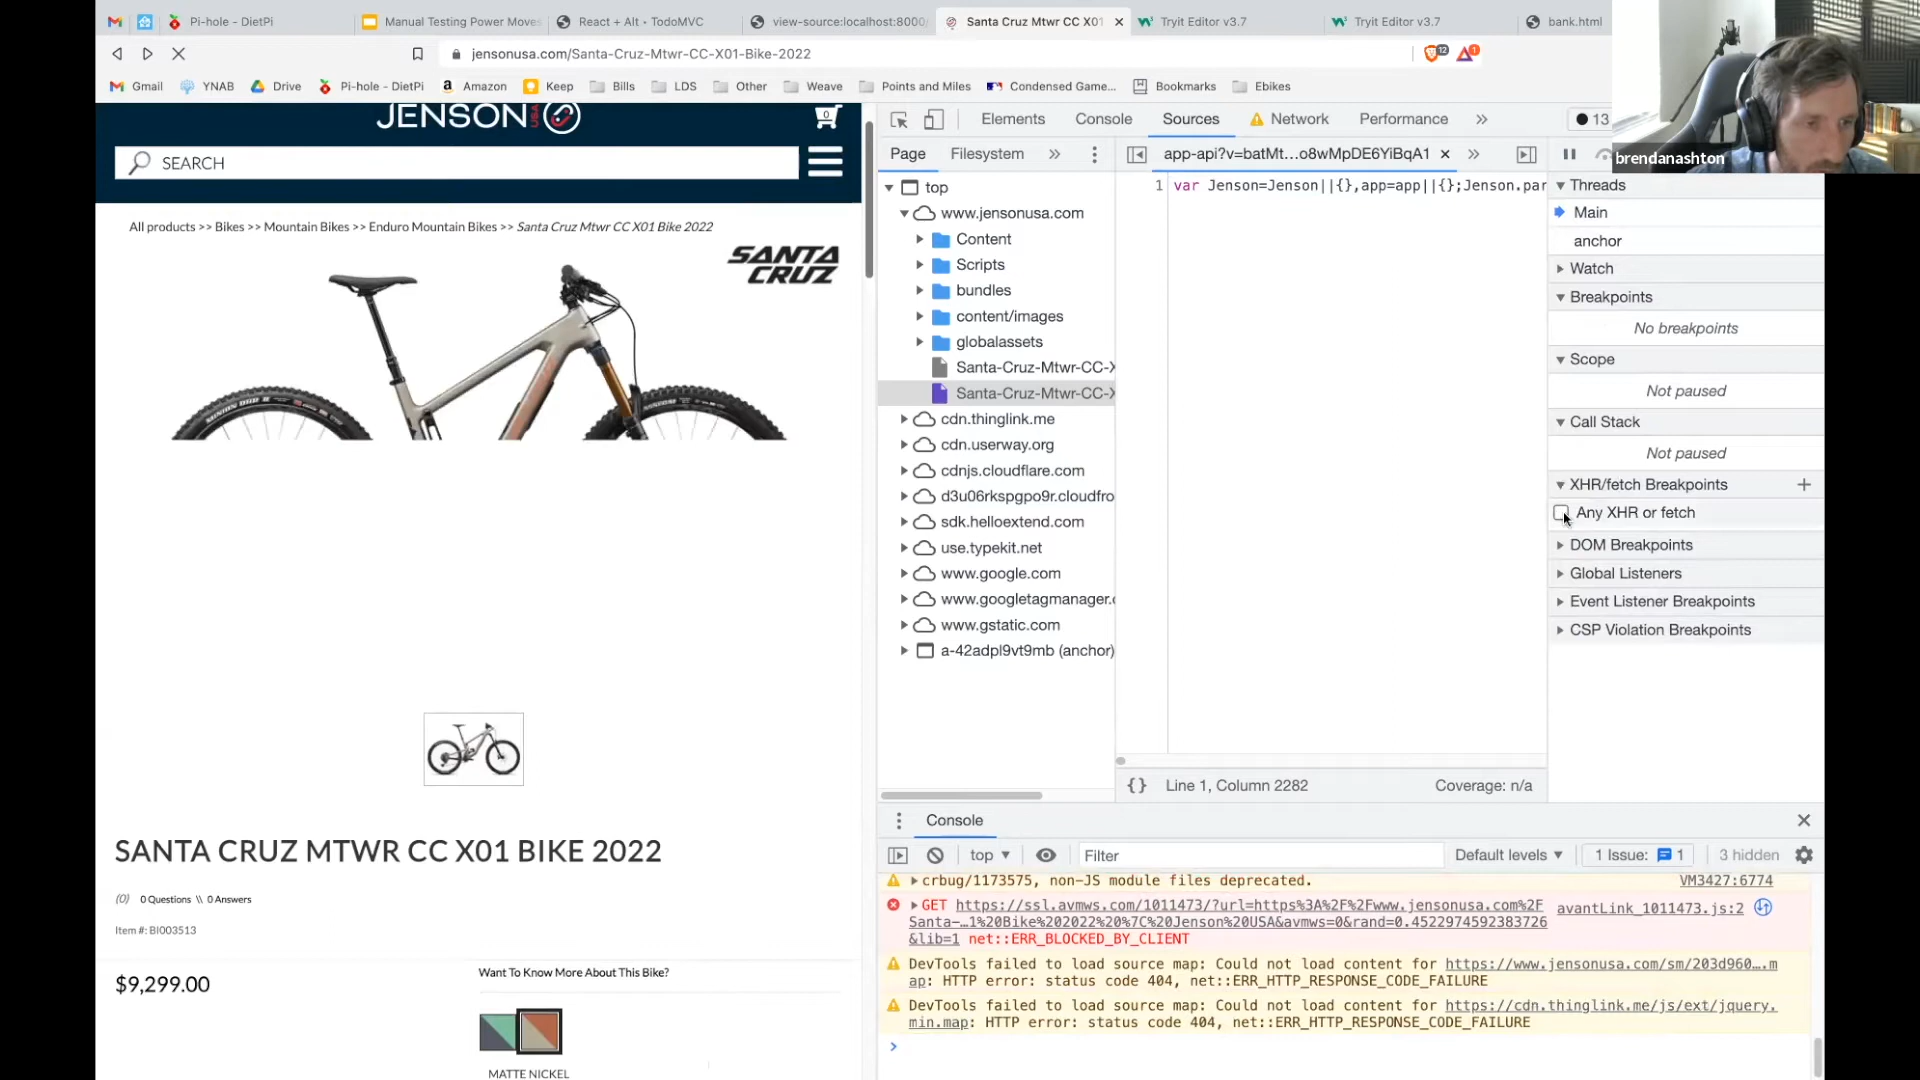 Pi-hole - DietPi
Manual Testing Power Moves
React + Alt - TodoMVC
view-source:localhost:8000/
Santa Cruz Mtwr CC X01
Tryit Editor v3.7
Tryit Editor v3.7
bank.html
jensonusa.com/Santa-Cruz-Mtwr-CC-X01-Bike-2022
12
1
Gmail
YNAB
Drive
Pi-hole - DietPi
Amazon
Keep
Bills
LDS
Other
Weave
Points and Miles
Condensed Game...
Bookmarks
Ebikes
brendanashton
JENSON USA
0
SEARCH
All products >> Bikes >> Mountain Bikes >> Enduro Mountain Bikes >> Santa Cruz Mtwr CC X01 Bike 2022
SANTA
CRUZ
SANTA CRUZ MTWR CC X01 BIKE 2022
(0) 0 Questions \\ 0 Answers
Item #: BI003513
$9,299.00
Want To Know More About This Bike?
MATTE NICKEL
Elements
Console
Sources
Network
Performance
»
13
Page
Filesystem
»
app-api?v=batMt...o8wMpDE6YiBqA1 ×
»
top
www.jensonusa.com
Content
Scripts
bundles
content/images
globalassets
Santa-Cruz-Mtwr-CC-X
Santa-Cruz-Mtwr-CC-X
cdn.thinglink.me
cdn.userway.org
cdnjs.cloudflare.com
d3u06rkspgpo9r.cloudfro
sdk.helloextend.com
use.typekit.net
www.google.com
www.googletagmanager.c
www.gstatic.com
a-42adpl9vt9mb (anchor)
1 var Jenson=Jenson||{},app=app||{};Jenson.par
{} Line 1, Column 2282
Coverage: n/a
Threads
Main
anchor
Watch
Breakpoints
No breakpoints
Scope
Not paused
Call Stack
Not paused
XHR/fetch Breakpoints +
Any XHR or fetch
DOM Breakpoints
Global Listeners
Event Listener Breakpoints
CSP Violation Breakpoints
Console
top
Filter
Default levels
1 Issue: 1
3 hidden
crbug/1173575, non-JS module files deprecated. VM3427:6774
GET https://ssl.avmws.com/1011473/?url=https%3A%2F%2Fwww.jensonusa.com%2F avantLink_1011473.js:2
Santa-…1%20Bike%202022%20%7C%20Jenson%20USA&avmws=0&rand=0.4522974592383726
&lib=1 net::ERR_BLOCKED_BY_CLIENT
DevTools failed to load source map: Could not load content for https://www.jensonusa.com/sm/203d960….m
ap: HTTP error: status code 404, net::ERR_HTTP_RESPONSE_CODE_FAILURE
DevTools failed to load source map: Could not load content for https://cdn.thinglink.me/js/ext/jquery.
min.map: HTTP error: status code 404, net::ERR_HTTP_RESPONSE_CODE_FAILURE